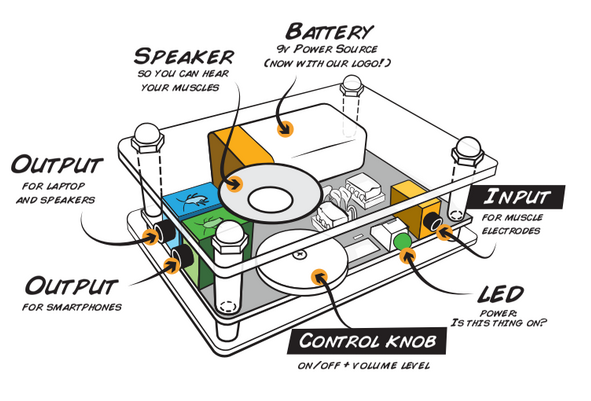 BATTERY
9V POWER SOURCE
(NOW WITH OUR LOGO!)
SPEAKER
SO YOU CAN HEAR
YOUR MUSCLES
OUTPUT
FOR LAPTOP
AND SPEAKERS
INPUT
FOR MUSCLE
ELECTRODES
OUTPUT
FOR SMARTPHONES
LED
POWER:
IS THIS THING ON?
CONTROL KNOB
ON/OFF + VOLUME LEVEL